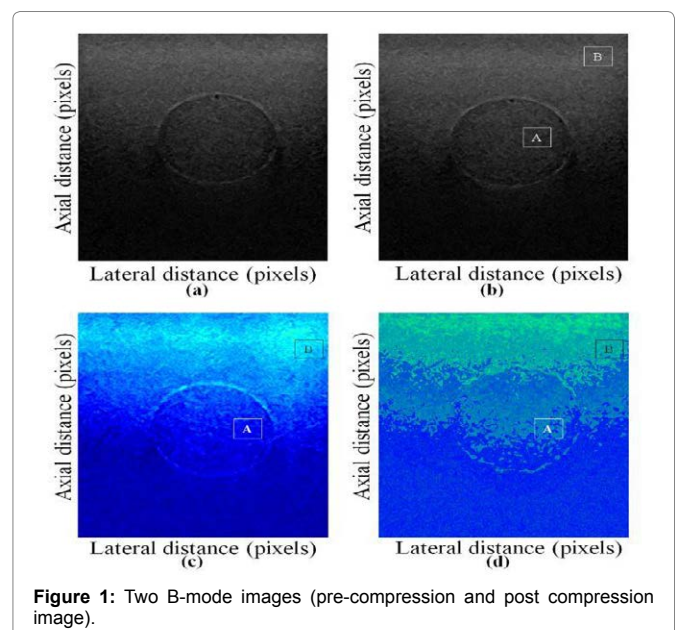 Axial distance (pixels)
Lateral distance (pixels)
(a)
Axial distance (pixels)
B
A
Lateral distance (pixels)
(b)
Axial distance (pixels)
B
A
Lateral distance (pixels)
(c)
Axial distance (pixels)
B
A
Lateral distance (pixels)
(d)
Figure 1: Two B-mode images (pre-compression and post compression
image).